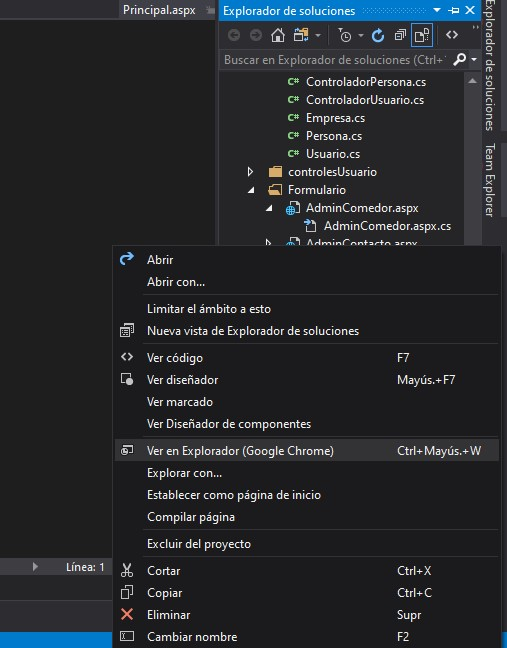 Principal.aspx
Explorador de soluciones
Buscar en Explorador de soluciones (Ctrl+
C# ControladorPersona.cs
C# ControladorUsuario.cs
C# Empresa.cs
C# Persona.cs
C# Usuario.cs
controlesUsuario
Formulario
AdminComedor.aspx
AdminComedor.aspx.cs
AdminContacto.aspx
Explorador de soluciones
Team Explorer
Abrir
Abrir con...
Limitar el ámbito a esto
Nueva vista de Explorador de soluciones
Ver código F7
Ver diseñador Mayús.+F7
Ver marcado
Ver Diseñador de componentes
Ver en Explorador (Google Chrome) Ctrl+Mayús.+W
Explorar con...
Establecer como página de inicio
Compilar página
Excluir del proyecto
Línea: 1
Cortar Ctrl+X
Copiar Ctrl+C
Eliminar Supr
Cambiar nombre F2